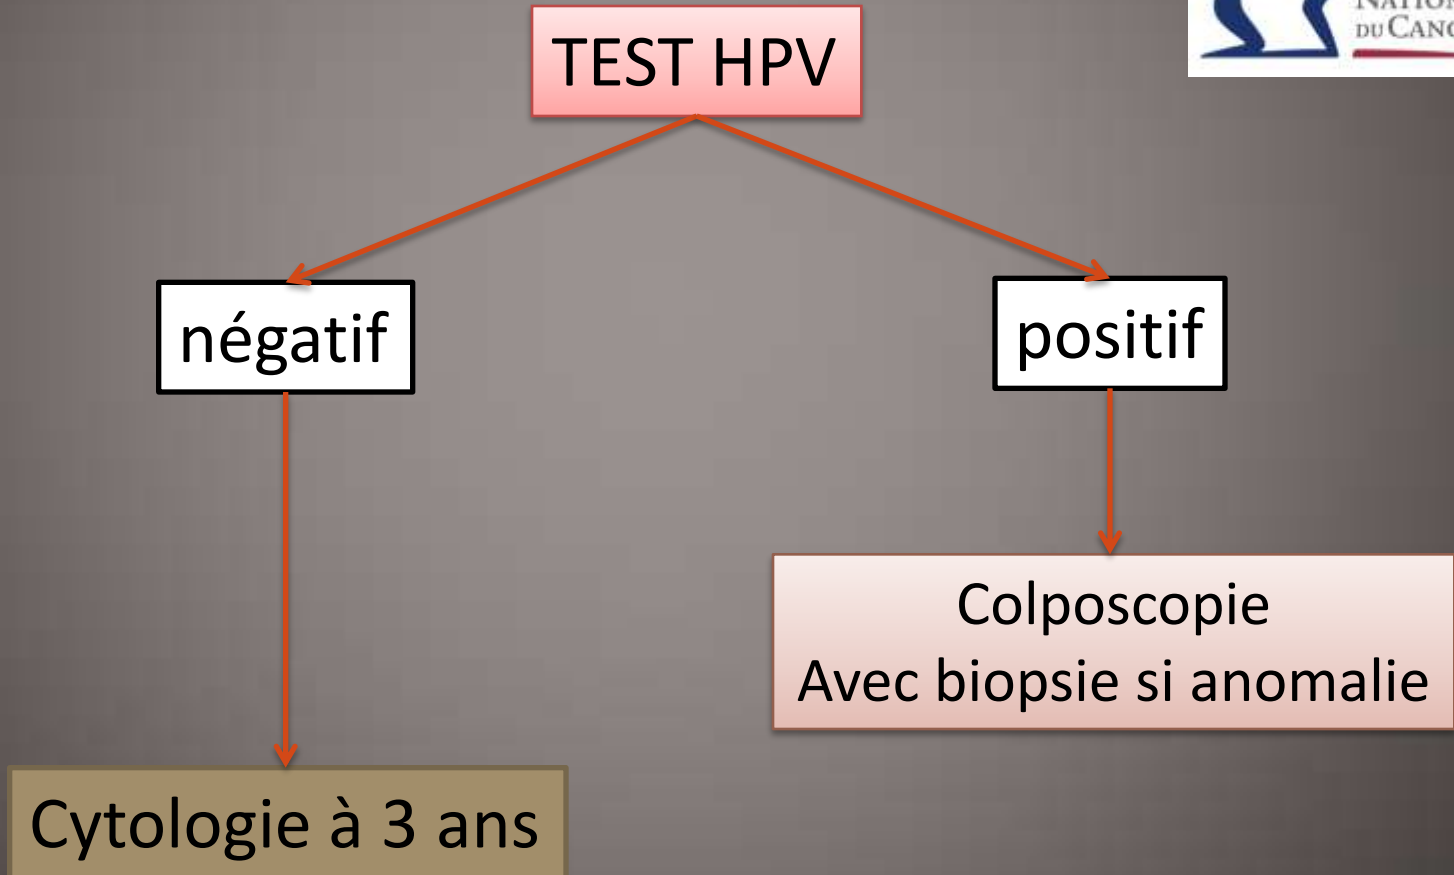 TEST HPV
négatif
positif
Colposcopie
Avec biopsie si anomalie
Cytologie à 3 ans